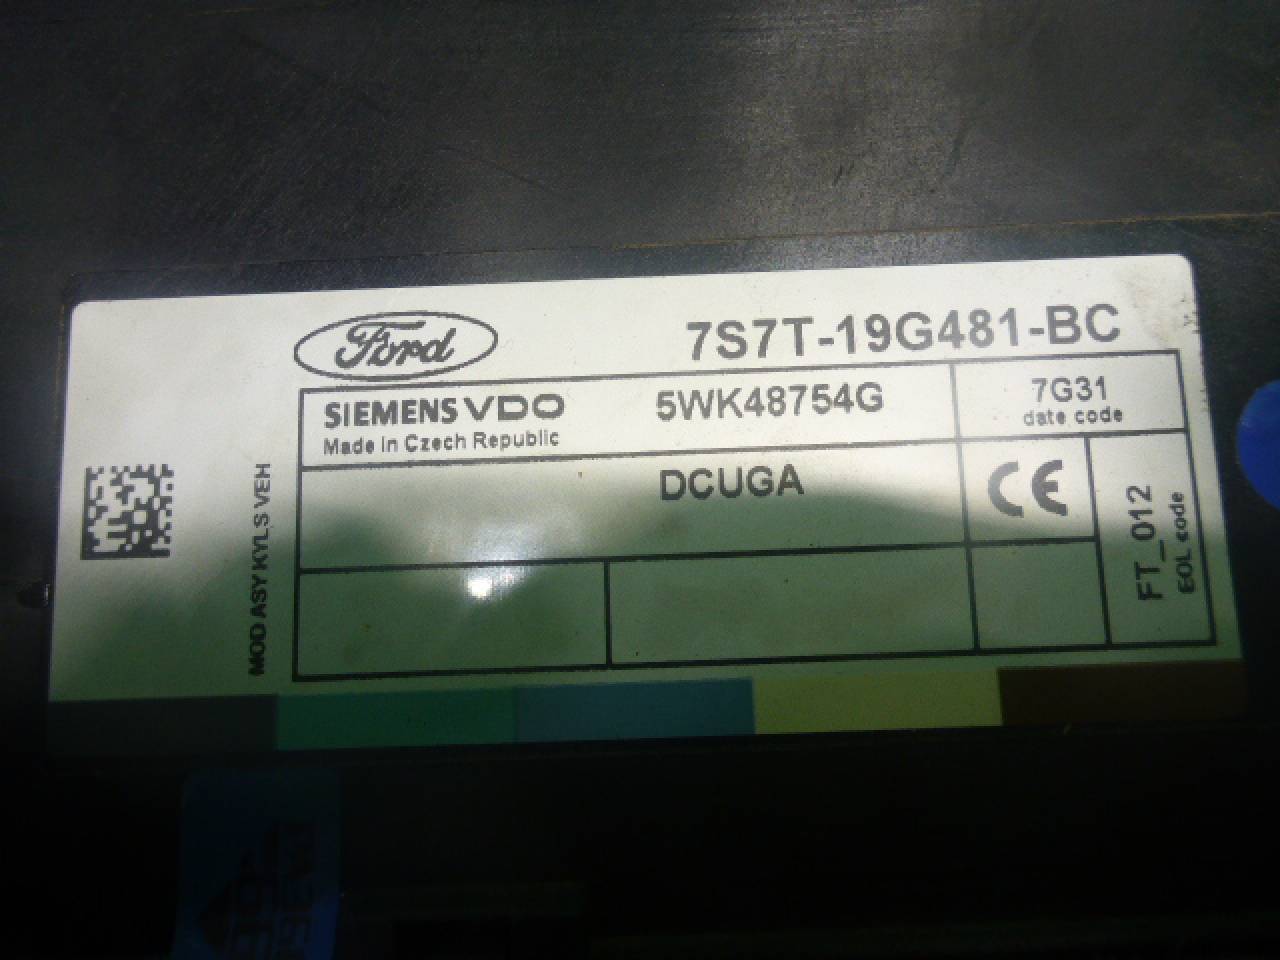 Ford
7S7T-19G481-BC
SIEMENS VDO
Made in Czech Republic
5WK48754G
7G31
date code
DCUGA
CE
FT_012
EOL code
MOD ASY KYLS VEH